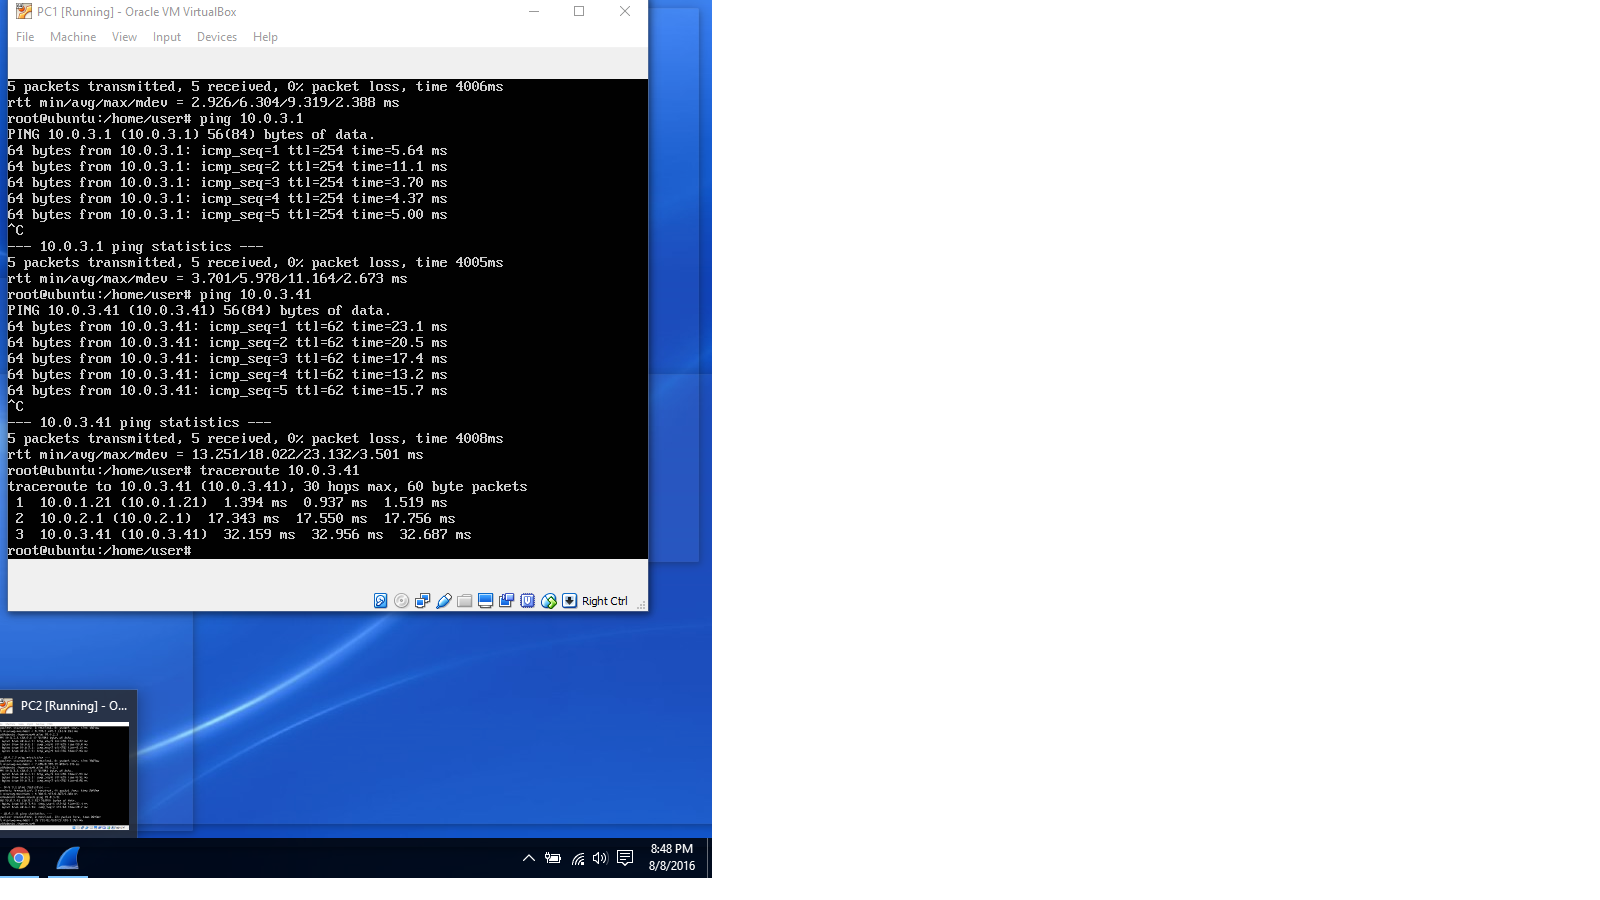 PC1 [Running] - Oracle VM VirtualBox
File Machine View Input Devices Help
5 packets transmitted, 5 received, 0% packet loss, time 4006ms
rtt min/avg/max/mdev = 2.926/6.304/9.319/2.388 ms
root@ubuntu:/home/user# ping 10.0.3.1
PING 10.0.3.1 (10.0.3.1) 56(84) bytes of data.
64 bytes from 10.0.3.1: icmp_seq=1 ttl=254 time=5.64 ms
64 bytes from 10.0.3.1: icmp_seq=2 ttl=254 time=11.1 ms
64 bytes from 10.0.3.1: icmp_seq=3 ttl=254 time=3.70 ms
64 bytes from 10.0.3.1: icmp_seq=4 ttl=254 time=4.37 ms
64 bytes from 10.0.3.1: icmp_seq=5 ttl=254 time=5.00 ms
^C
--- 10.0.3.1 ping statistics ---
5 packets transmitted, 5 received, 0% packet loss, time 4005ms
rtt min/avg/max/mdev = 3.701/5.978/11.164/2.673 ms
root@ubuntu:/home/user# ping 10.0.3.41
PING 10.0.3.41 (10.0.3.41) 56(84) bytes of data.
64 bytes from 10.0.3.41: icmp_seq=1 ttl=62 time=23.1 ms
64 bytes from 10.0.3.41: icmp_seq=2 ttl=62 time=20.5 ms
64 bytes from 10.0.3.41: icmp_seq=3 ttl=62 time=17.4 ms
64 bytes from 10.0.3.41: icmp_seq=4 ttl=62 time=13.2 ms
64 bytes from 10.0.3.41: icmp_seq=5 ttl=62 time=15.7 ms
^C
--- 10.0.3.41 ping statistics ---
5 packets transmitted, 5 received, 0% packet loss, time 4008ms
rtt min/avg/max/mdev = 13.251/18.022/23.132/3.501 ms
root@ubuntu:/home/user# traceroute 10.0.3.41
traceroute to 10.0.3.41 (10.0.3.41), 30 hops max, 60 byte packets
1 10.0.1.21 (10.0.1.21) 1.394 ms 0.937 ms 1.519 ms
2 10.0.2.1 (10.0.2.1) 17.343 ms 17.550 ms 17.756 ms
3 10.0.3.41 (10.0.3.41) 32.159 ms 32.956 ms 32.687 ms
root@ubuntu:/home/user#
Right Ctrl
PC2 [Running] - O...
8:48 PM
8/8/2016